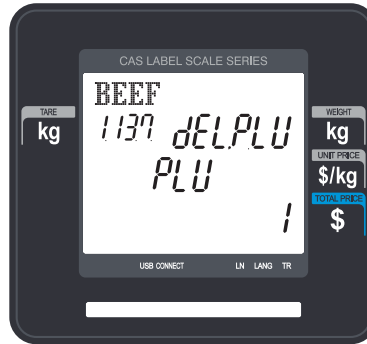 CAS LABEL SCALE SERIES
BEEF
1137 dEL.PLU
PLU
1
TARE
kg
WEIGHT
kg
UNIT PRICE
$/kg
TOTAL PRICE
$
USB CONNECT LN LANG TR